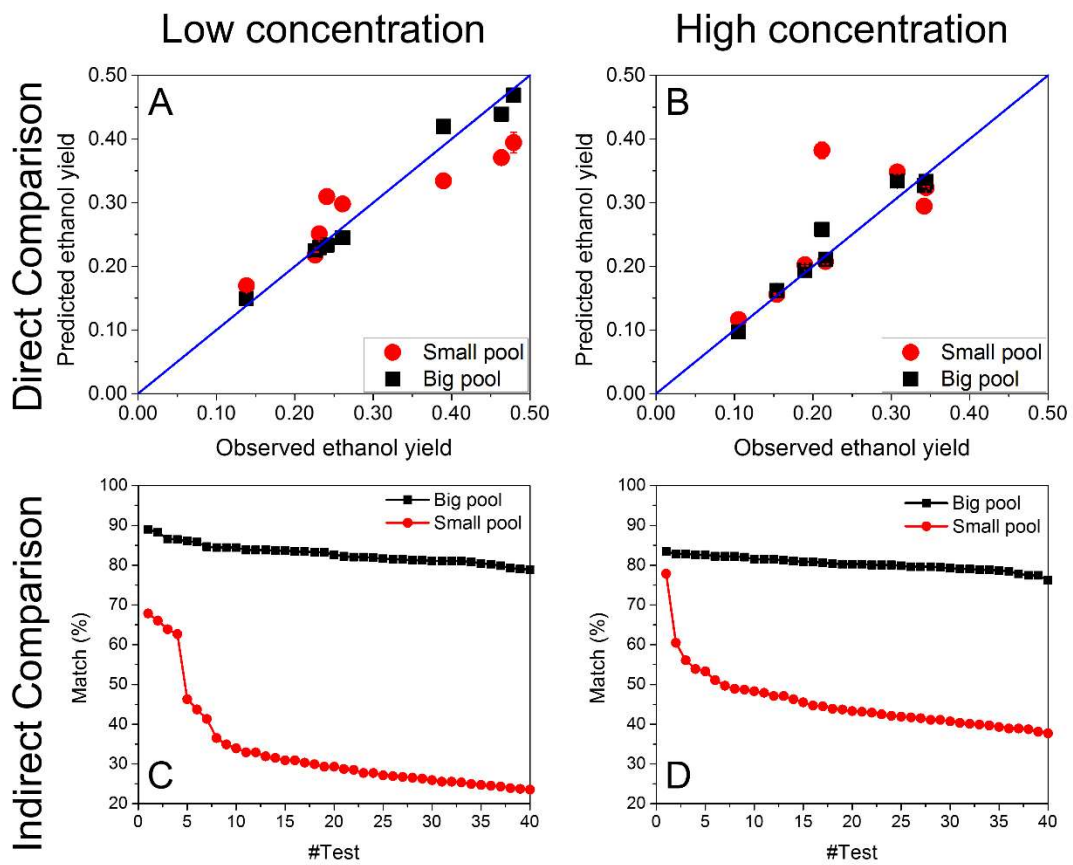 Low concentration
High concentration
Direct Comparison
Predicted ethanol yield
0.50
0.40
0.30
0.20
0.10
0.00
A
Small pool
Big pool
0.00 0.10 0.20 0.30 0.40 0.50
Observed ethanol yield
Predicted ethanol yield
0.50
0.40
0.30
0.20
0.10
0.00
B
Small pool
Big pool
0.00 0.10 0.20 0.30 0.40 0.50
Observed ethanol yield
Indirect Comparison
Match (%)
100
90
80
70
60
50
40
30
20
Big pool
Small pool
C
0 5 10 15 20 25 30 35 40
#Test
Match (%)
100
90
80
70
60
50
40
30
20
Big pool
Small pool
D
0 5 10 15 20 25 30 35 40
#Test